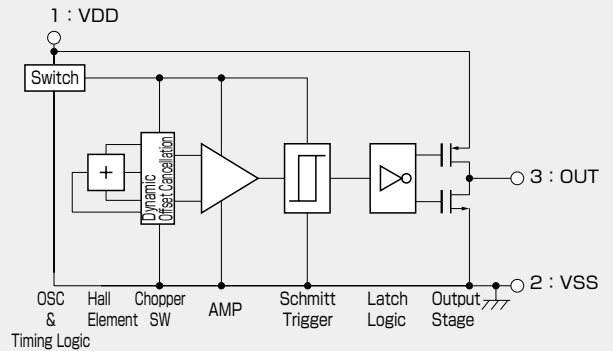 1 : VDD
Switch
Dynamic
Offset Cancellation
3 : OUT
2 : VSS
OSC
&
Timing Logic
Hall
Element
Chopper
SW
AMP
Schmitt
Trigger
Latch
Logic
Output
Stage